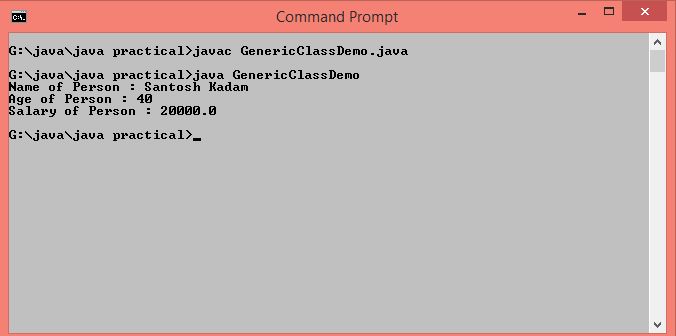 Command Prompt
G:\java\java practical>javac GenericClassDemo.java
G:\java\java practical>java GenericClassDemo
Name of Person : Santosh Kadam
Age of Person : 40
Salary of Person : 20000.0
G:\java\java practical>_